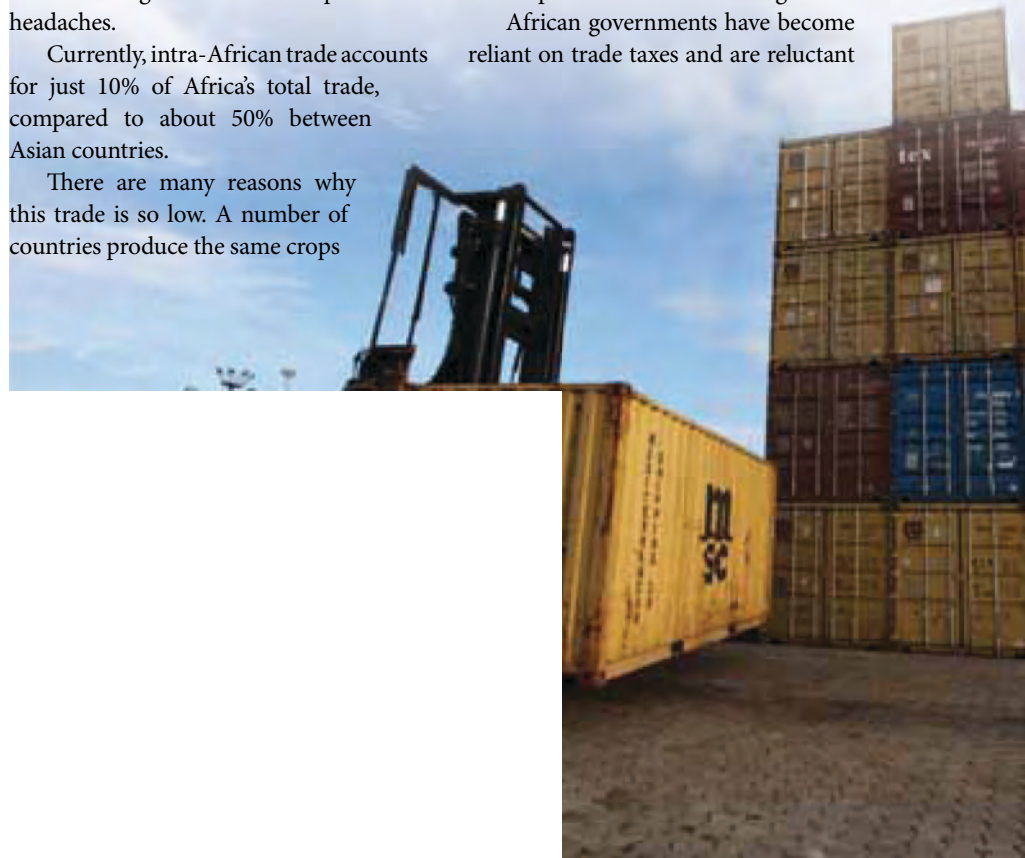 headaches.
Currently, intra-African trade accounts
for just 10% of Africa's total trade,
compared to about 50% between
Asian countries.
There are many reasons why
this trade is so low. A number of
countries produce the same crops
African governments have become
reliant on trade taxes and are reluctant
tex
m
sc